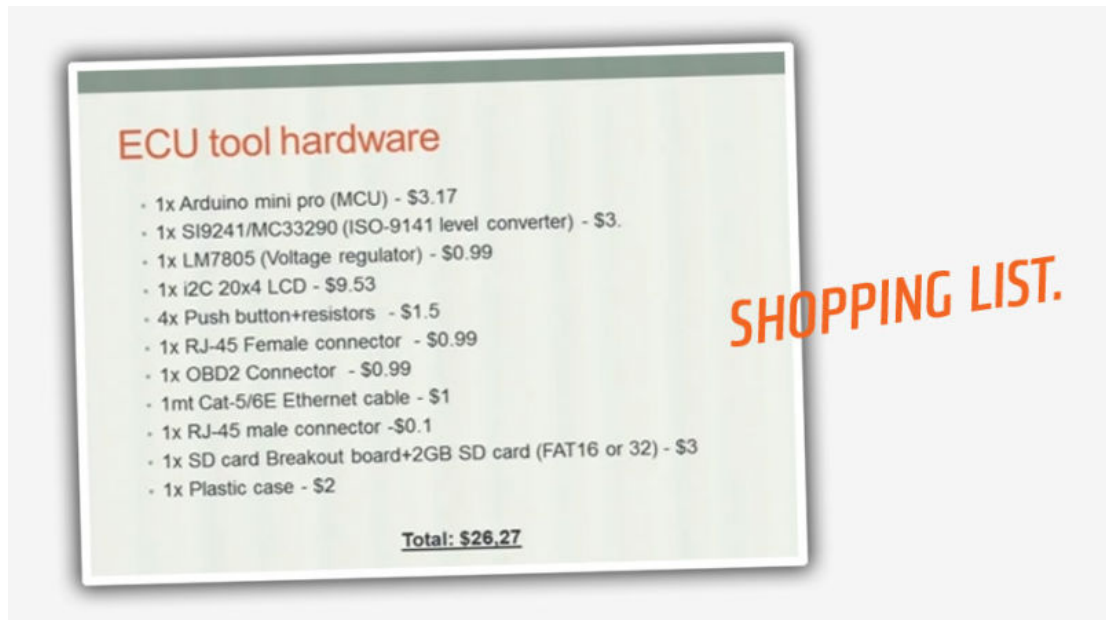 ECU tool hardware
• 1x Arduino mini pro (MCU) - $3.17
• 1x SI9241/MC33290 (ISO-9141 level converter) - $3.
• 1x LM7805 (Voltage regulator) - $0.99
• 1x i2C 20x4 LCD - $9.53
• 4x Push button+resistors - $1.5
• 1x RJ-45 Female connector - $0.99
• 1x OBD2 Connector - $0.99
• 1mt Cat-5/6E Ethernet cable - $1
• 1x RJ-45 male connector -$0.1
• 1x SD card Breakout board+2GB SD card (FAT16 or 32) - $3
• 1x Plastic case - $2
Total: $26,27
SHOPPING LIST.